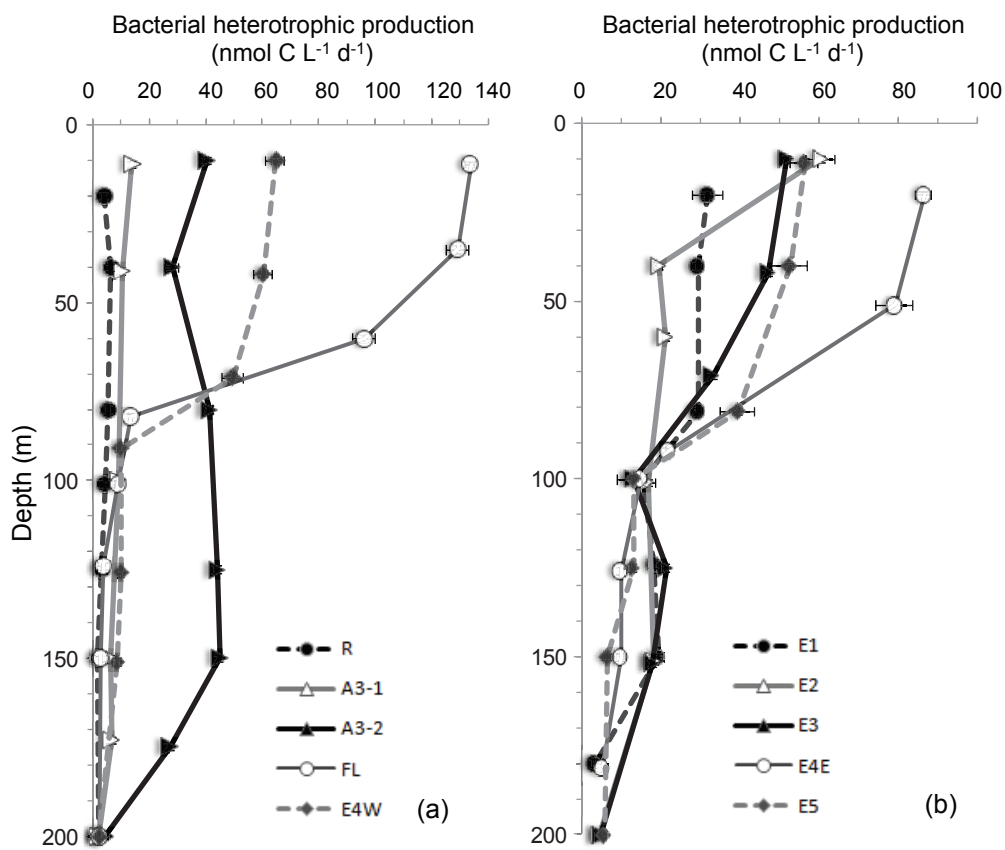 Bacterial heterotrophic production
(nmol C L-1 d-1)
0 20 40 60 80 100 120 140
0
50
100
150
200
Depth (m)
R
A3-1
A3-2
FL
E4W
(a)
Bacterial heterotrophic production
(nmol C L-1 d-1)
0 20 40 60 80 100
0
50
100
150
200
E1
E2
E3
E4E
E5
(b)